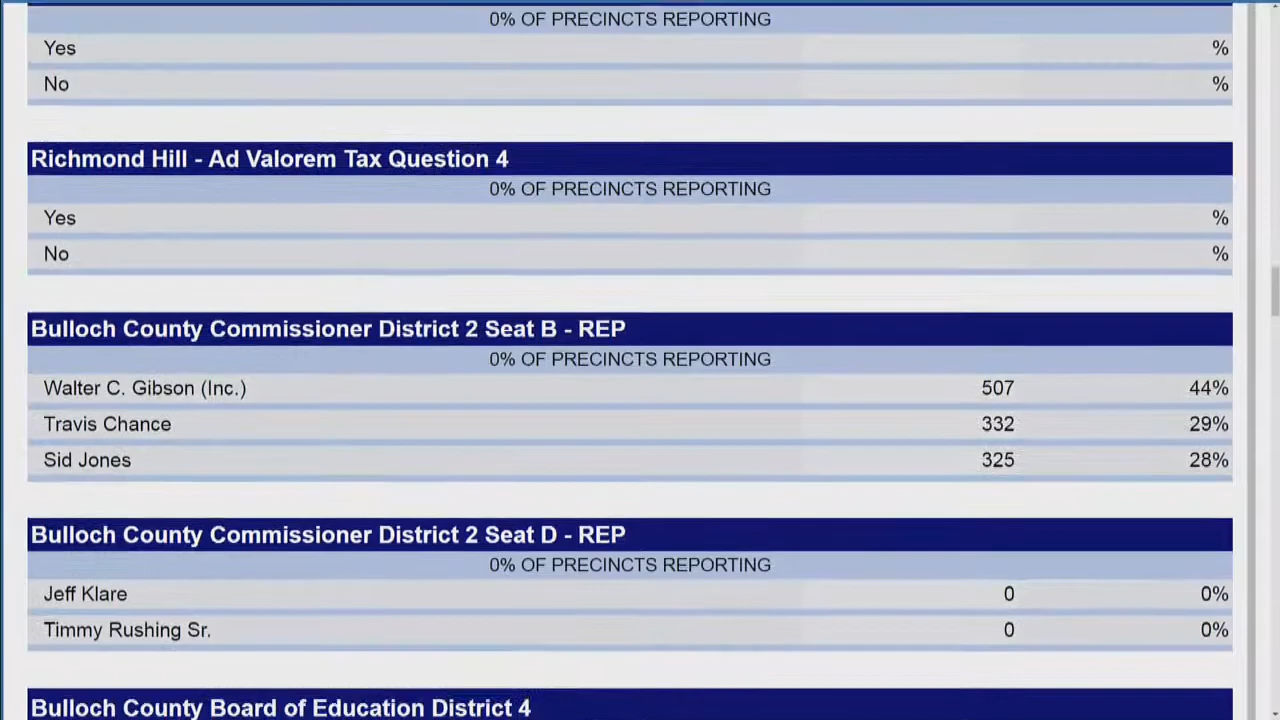 0% OF PRECINCTS REPORTING
Yes %
No %
Richmond Hill - Ad Valorem Tax Question 4
0% OF PRECINCTS REPORTING
Yes %
No %
Bulloch County Commissioner District 2 Seat B - REP
0% OF PRECINCTS REPORTING
Walter C. Gibson (Inc.) 507 44%
Travis Chance 332 29%
Sid Jones 325 28%
Bulloch County Commissioner District 2 Seat D - REP
0% OF PRECINCTS REPORTING
Jeff Klare 0 0%
Timmy Rushing Sr. 0 0%
Bulloch County Board of Education District 4